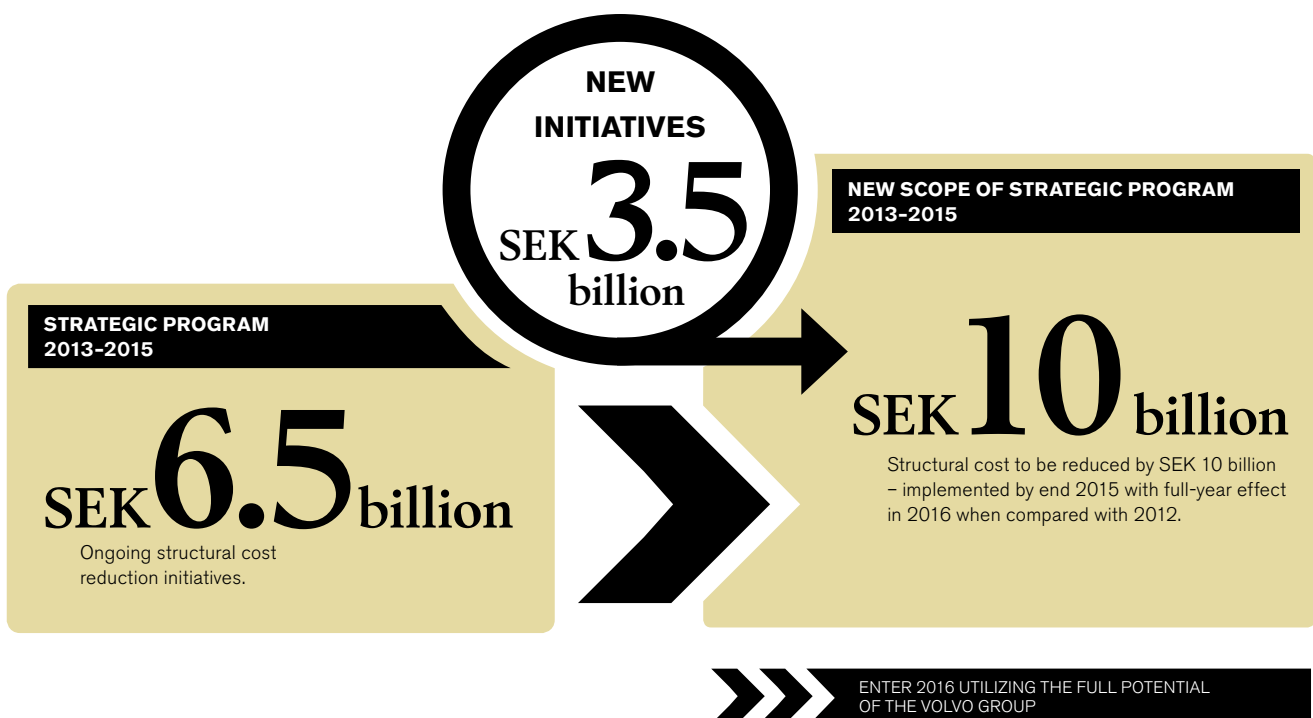 NEW
INITIATIVES
SEK 3.5
billion
NEW SCOPE OF STRATEGIC PROGRAM
2013–2015
STRATEGIC PROGRAM
2013–2015
SEK 6.5 billion
Ongoing structural cost
reduction initiatives.
SEK 10 billion
Structural cost to be reduced by SEK 10 billion
– implemented by end 2015 with full-year effect
in 2016 when compared with 2012.
ENTER 2016 UTILIZING THE FULL POTENTIAL
OF THE VOLVO GROUP